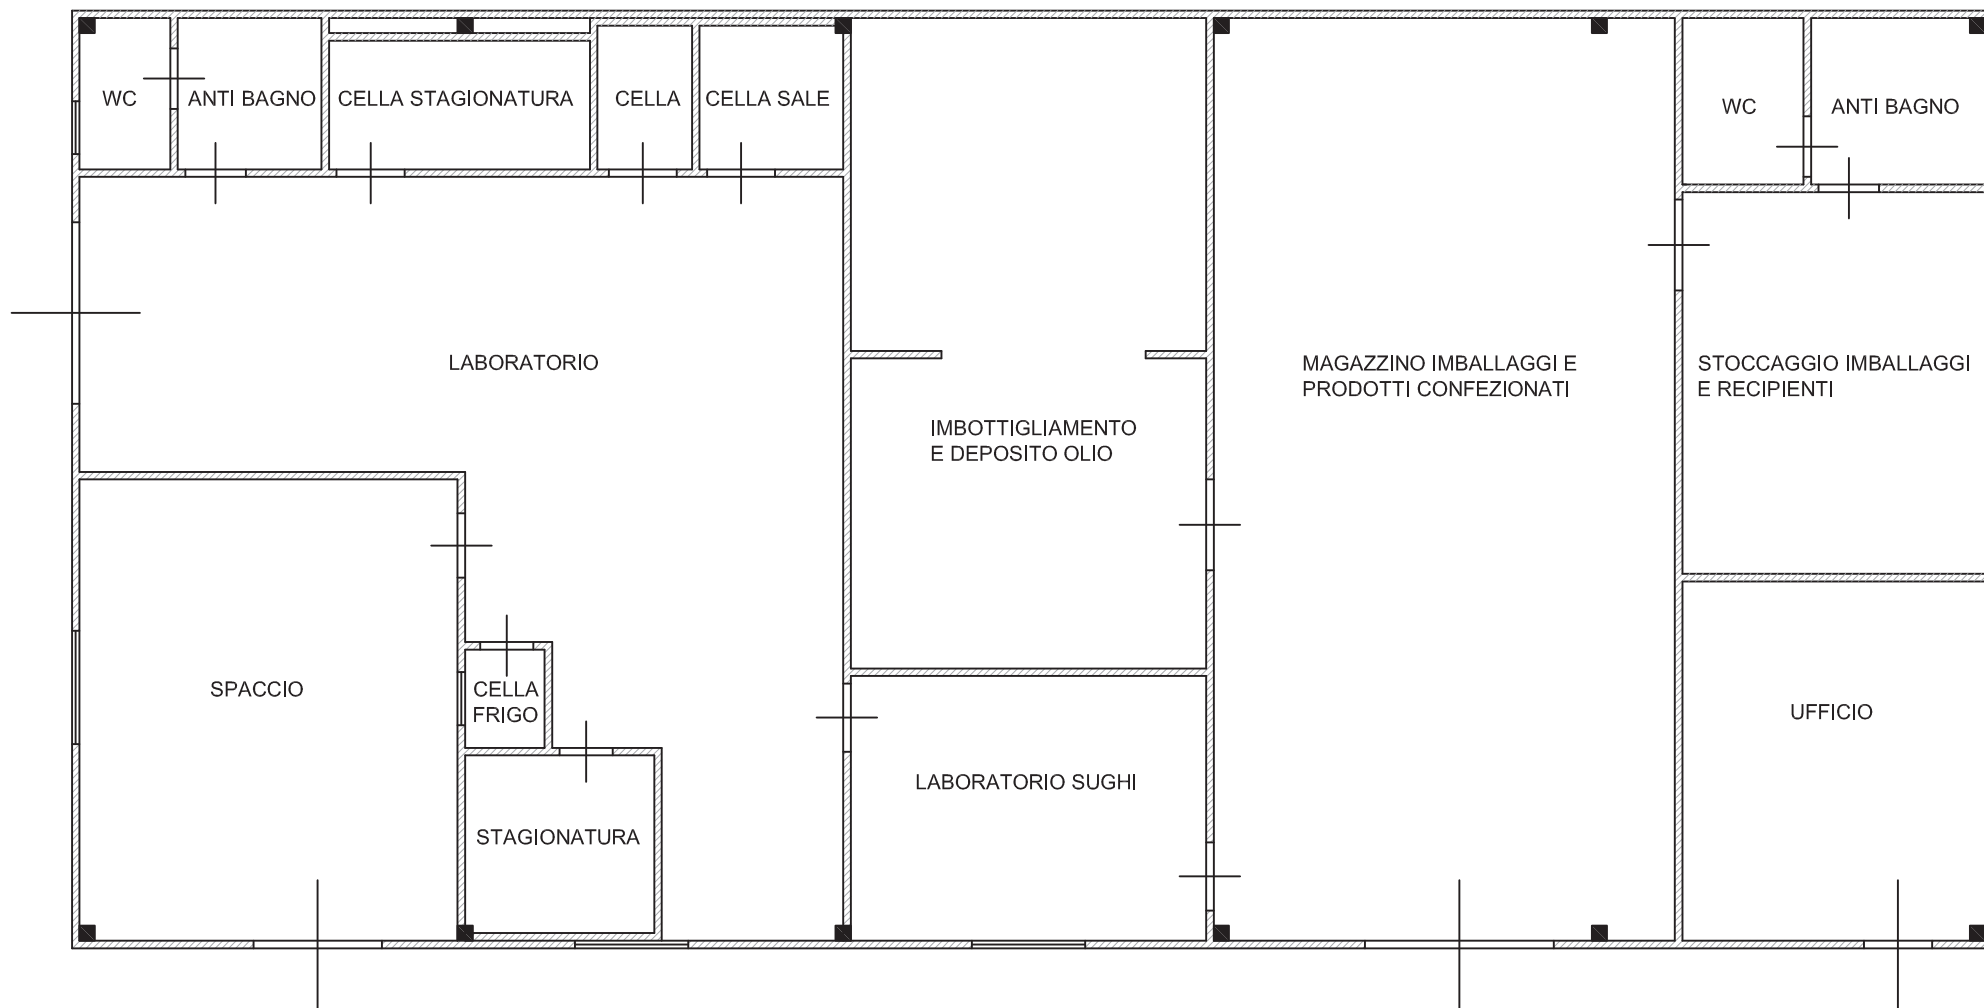 WC
ANTI BAGNO
CELLA STAGIONATURA
CELLA
CELLA SALE
WC
ANTI BAGNO
LABORATORIO
MAGAZZINO IMBALLAGGI E
PRODOTTI CONFEZIONATI
STOCCAGGIO IMBALLAGGI
E RECIPIENTI
IMBOTTIGLIAMENTO
E DEPOSITO OLIO
SPACCIO
CELLA
FRIGO
UFFICIO
LABORATORIO SUGHI
STAGIONATURA